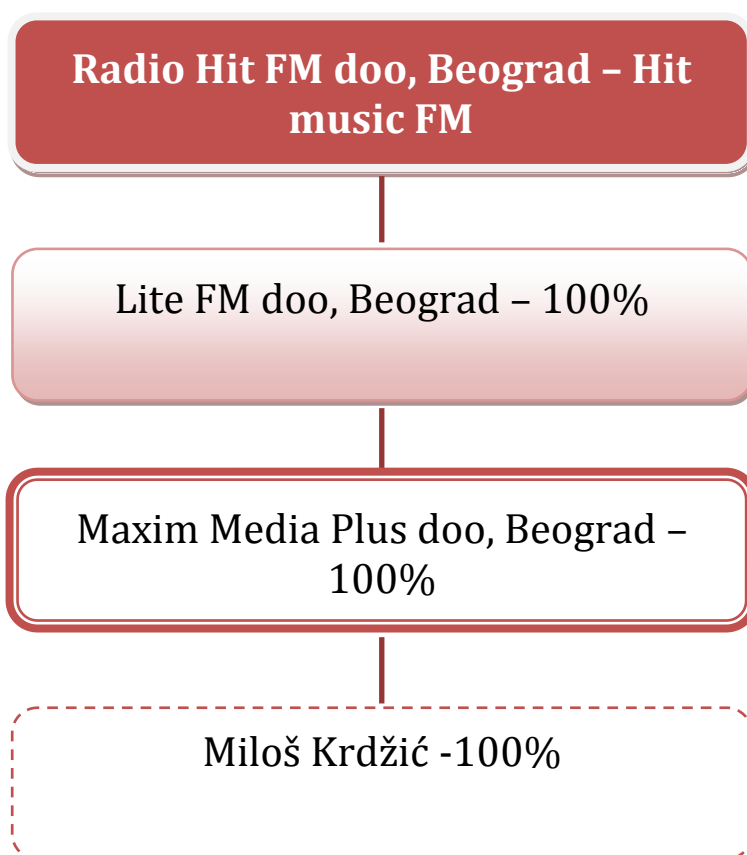 Radio Hit FM doo, Beograd – Hit
music FM
Lite FM doo, Beograd – 100%
Maxim Media Plus doo, Beograd –
100%
Miloš Krdžić -100%